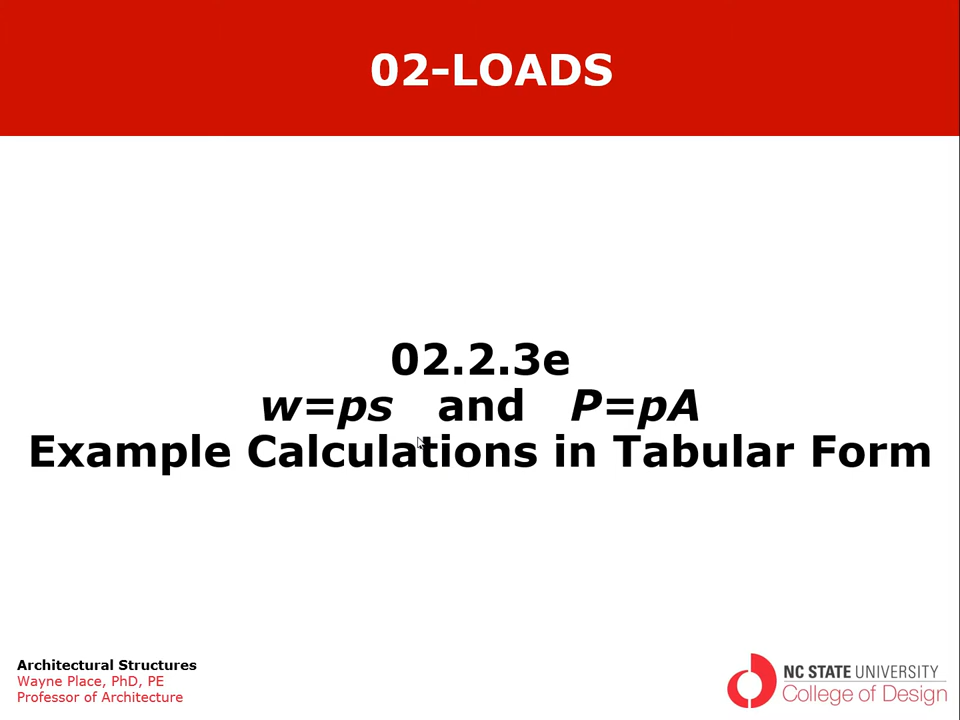 02-LOADS
02.2.3e
w=ps and P=pA
Example Calculations in Tabular Form
Architectural Structures
Wayne Place, PhD, PE
Professor of Architecture
NC STATE UNIVERSITY
College of Design